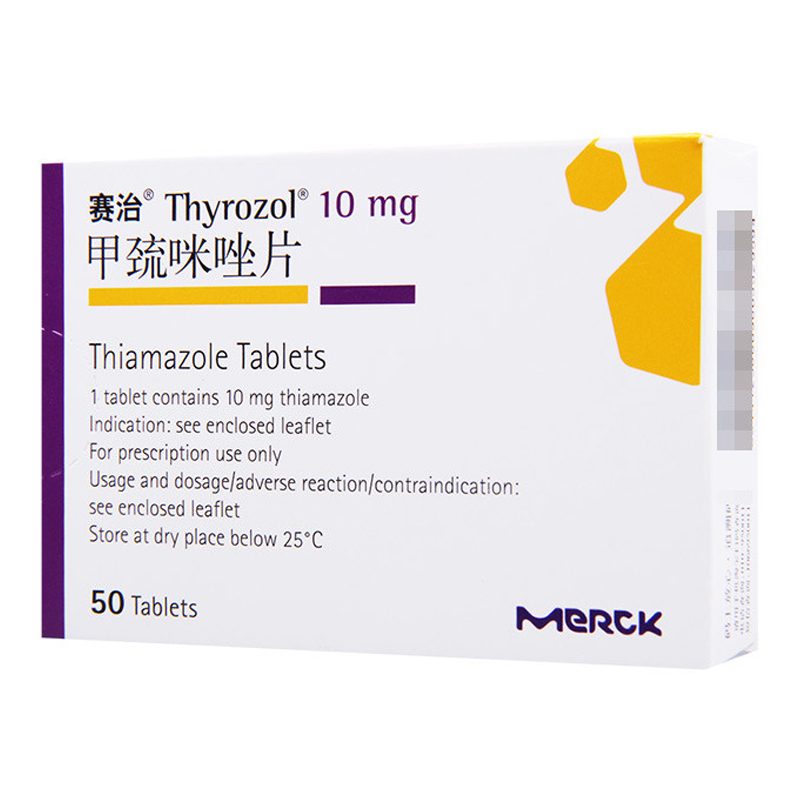 赛治® Thyrozol® 10 mg
甲巯咪唑片
Thiamazole Tablets
1 tablet contains 10 mg thiamazole
Indication: see enclosed leaflet
For prescription use only
Usage and dosage/adverse reaction/contraindication:
see enclosed leaflet
Store at dry place below 25°C
50 Tablets
MERCK